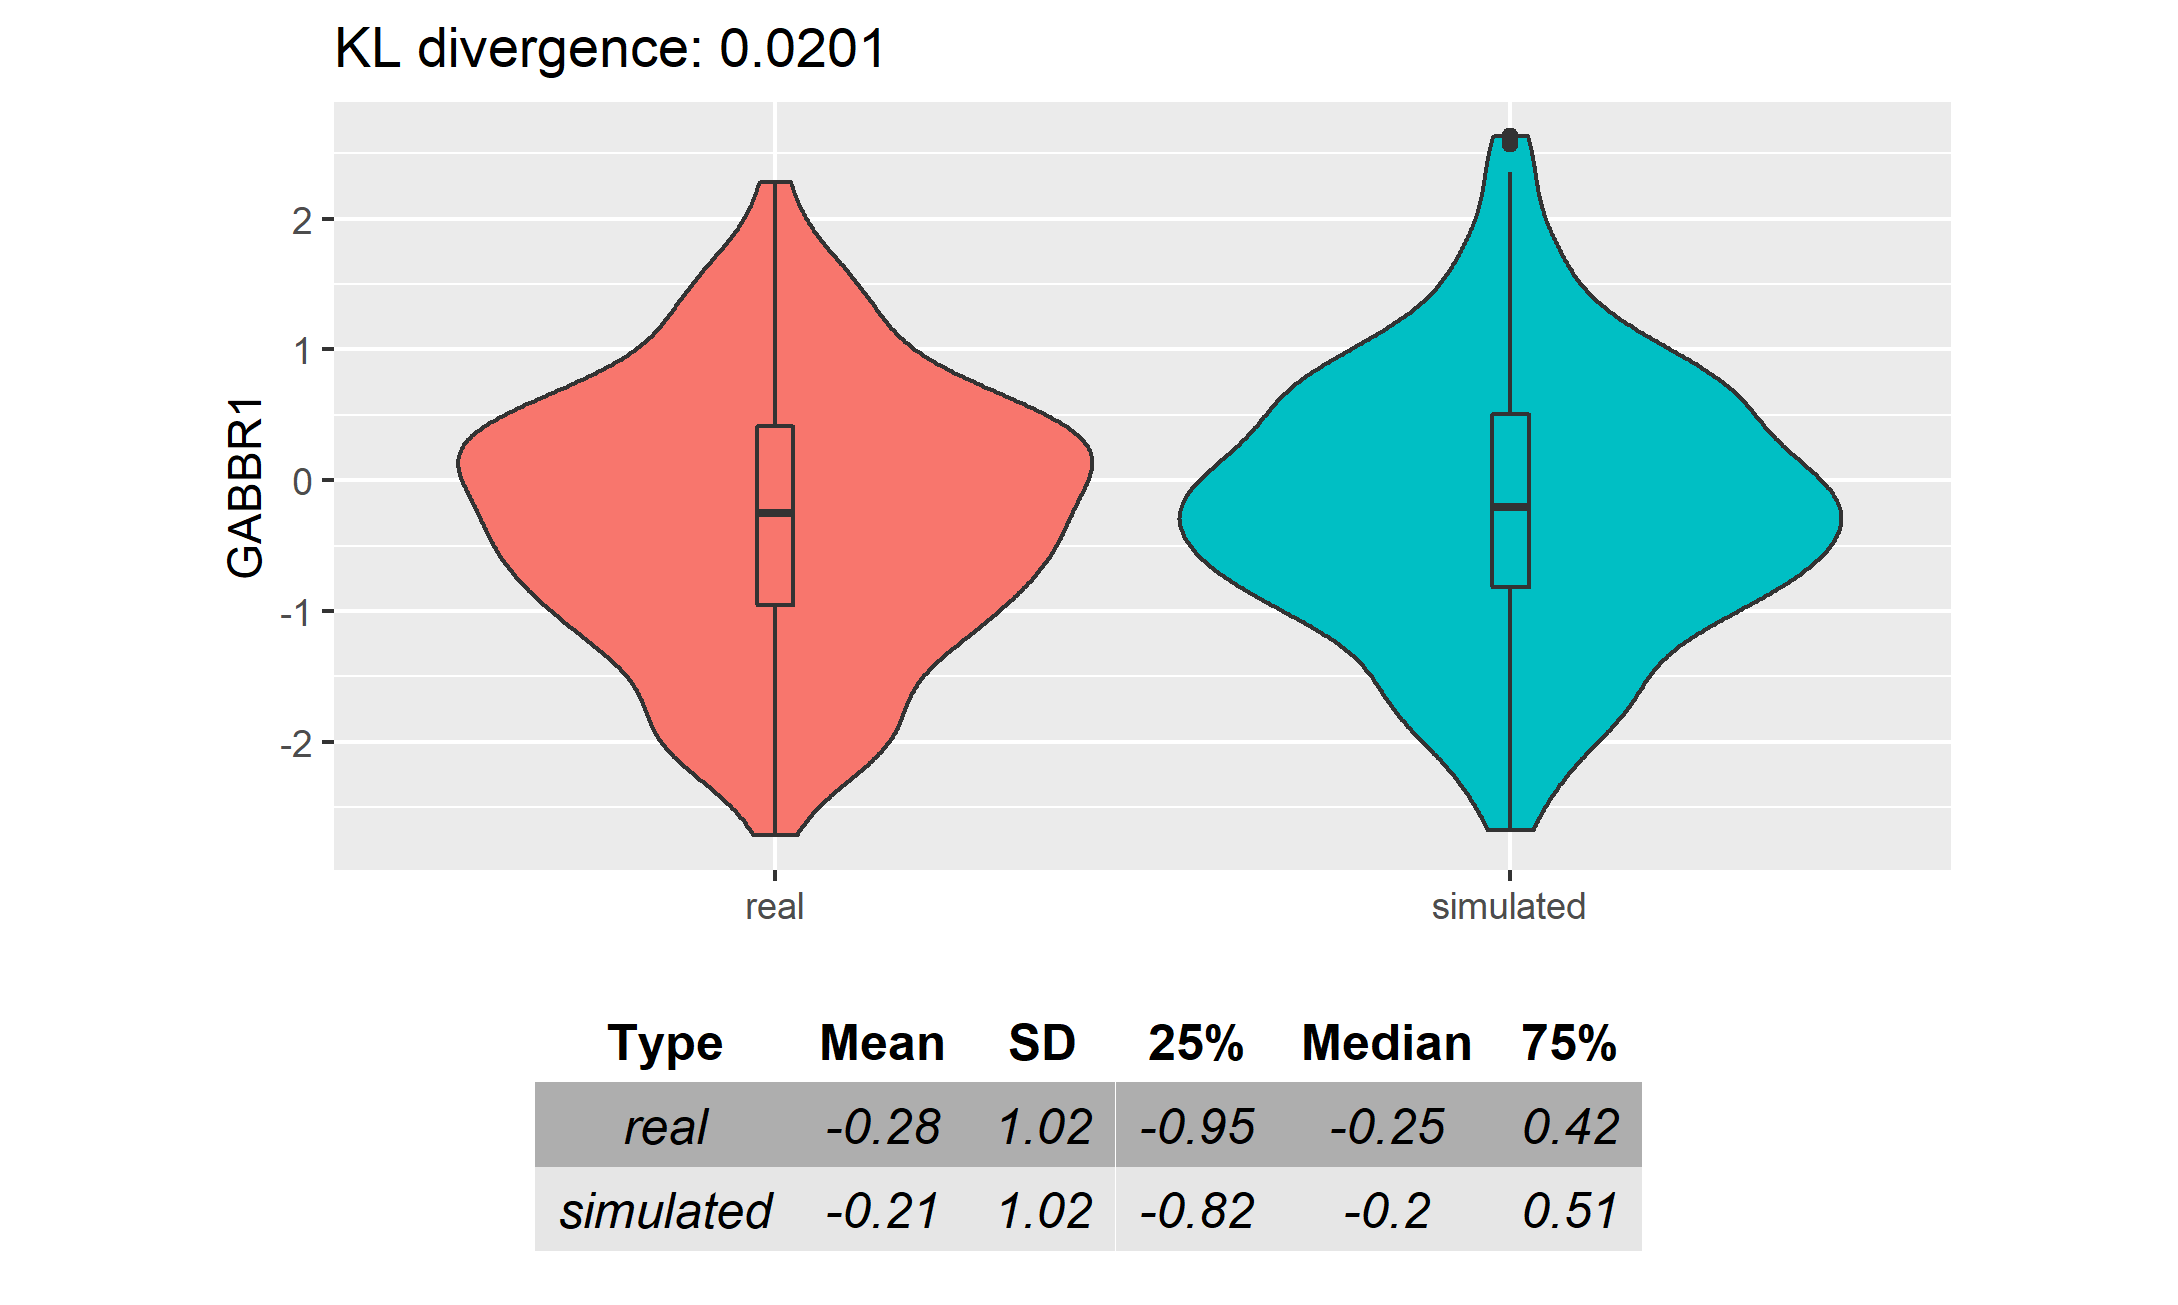 KL divergence: 0.0201
GABBR1
2
1
0
-1
-2
real simulated
Type Mean SD 25% Median 75%
real -0.28 1.02 -0.95 -0.25 0.42
simulated -0.21 1.02 -0.82 -0.2 0.51